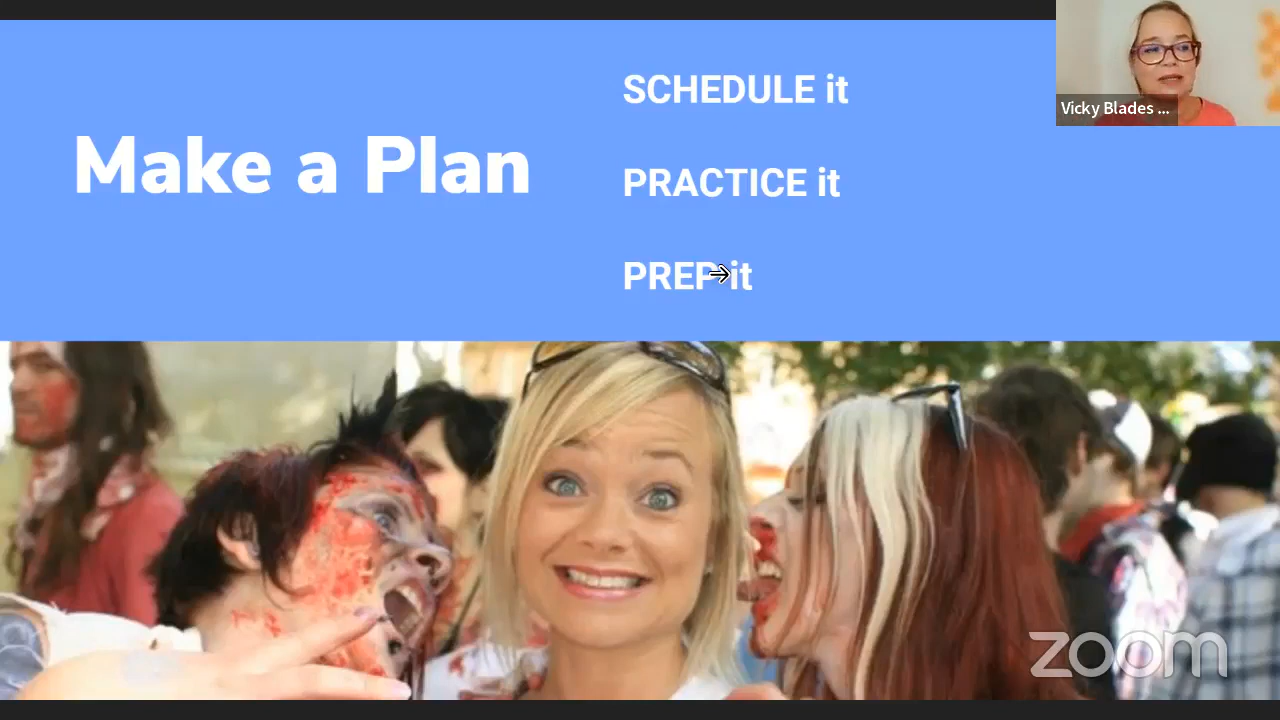 Make a Plan
SCHEDULE it
PRACTICE it
PREP it
Vicky Blades ...
zoom